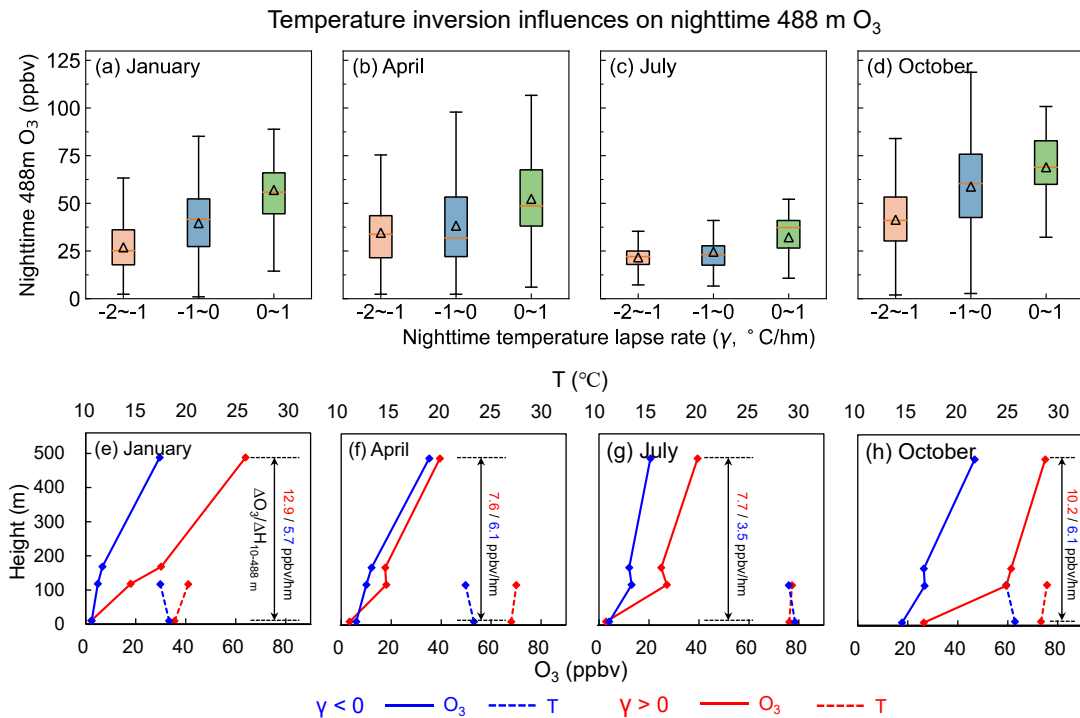 Temperature inversion influences on nighttime 488 m O₃
Nighttime 488m O₃ (ppbv)
125
100
75
50
25
0
(a) January
(b) April
(c) July
(d) October
-2~-1 -1~0 0~1
-2~-1 -1~0 0~1
-2~-1 -1~0 0~1
-2~-1 -1~0 0~1
Nighttime temperature lapse rate (γ, °C/hm)
T (℃)
10 15 20 25 30
10 15 20 25 30
10 15 20 25 30
10 15 20 25 30
Height (m)
500
400
300
200
100
0
(e) January
ΔO₃/ΔH₁₀₋₄₈₈ ₘ
12.9 / 5.7 ppbv/hm
(f) April
7.6 / 6.1 ppbv/hm
(g) July
7.7 / 3.5 ppbv/hm
(h) October
10.2 / 6.1 ppbv/hm
0 20 40 60 80
0 20 40 60 80
0 20 40 60 80
0 20 40 60 80
O₃ (ppbv)
γ < 0 O₃ T γ > 0 O₃ T